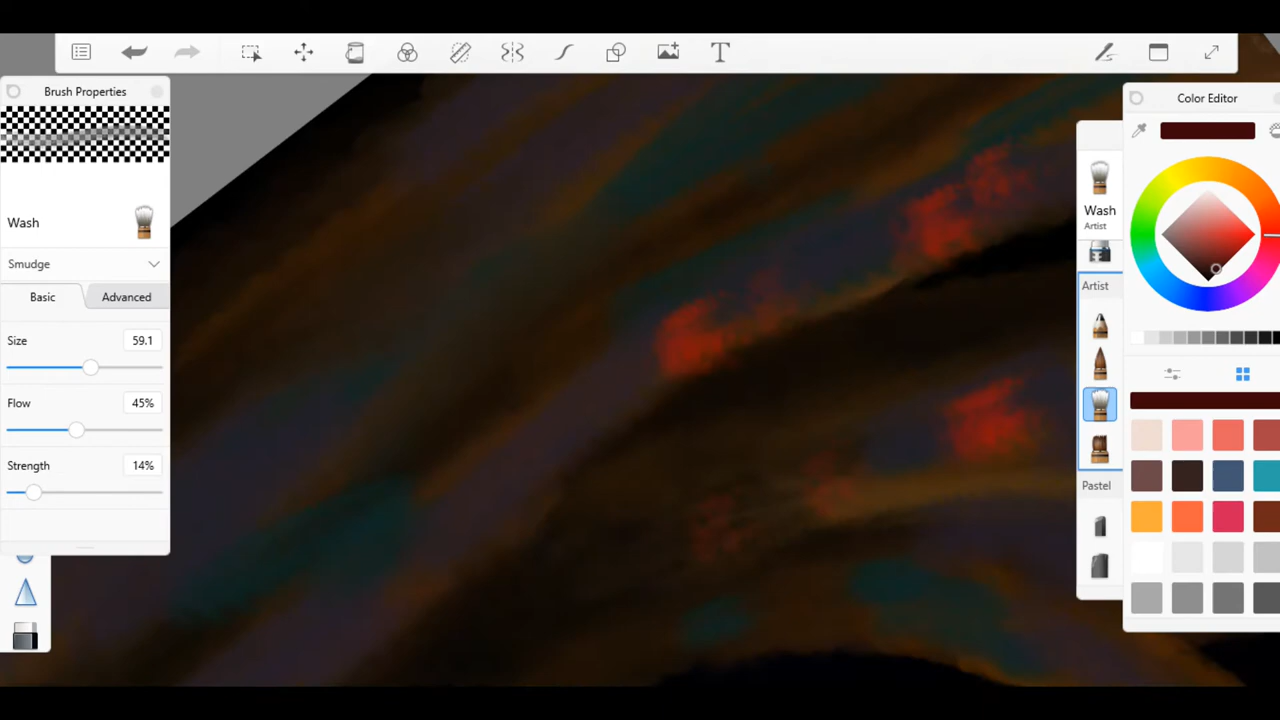 T
Brush Properties
Wash
Smudge
Basic
Advanced
Size
59.1
Flow
45%
Strength
14%
Color Editor
Wash
Artist
Artist
Pastel